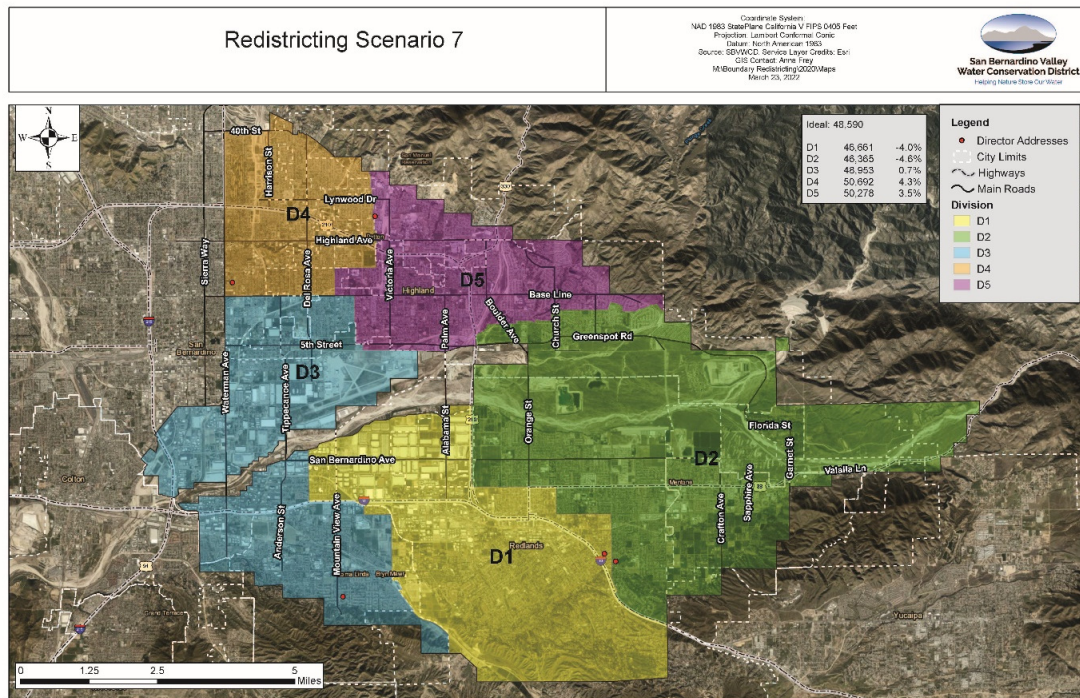 Redistricting Scenario 7
Coordinate System:
NAD 1983 StatePlane California V FIPS 0405 Feet
Projection: Lambert Conformal Conic
Datum: North American 1983
Source: SBVWCD, Service Layer Credits: Esri
GIS Contact: Anna Frey
M:\Boundary Redistricting\2020\Maps
March 23, 2022
San Bernardino Valley
Water Conservation District
Helping Nature Store Our Water
N
W E
S
Ideal: 48,590
D1 46,661 -4.0%
D2 46,365 -4.6%
D3 48,953 0.7%
D4 50,692 4.3%
D5 50,278 3.5%
Legend
Director Addresses
City Limits
Highways
Main Roads
Division
D1
D2
D3
D4
D5
40th St
Harrison St
Lynwood Dr
D4
210
Highland Ave
Sierra Way
Del Rosa Ave
Victoria Ave
330
D5
Highland
Base Line
Boulder Ave
Church St
Palm Ave
Greenspot Rd
5th Street
San Bernardino
D3
Waterman Ave
Tippecanoe Ave
Alabama St
Orange St
Florida St
Garnet St
San Bernardino Ave
D2
Valalla Ln
Mentone
38
Colton
Crafton Ave
Sapphire Ave
Anderson St
Mountain View Ave
D1
Redlands
Loma Linda
Bryn Mawr
Grand Terrace
Yucaipa
0 1.25 2.5 5
Miles